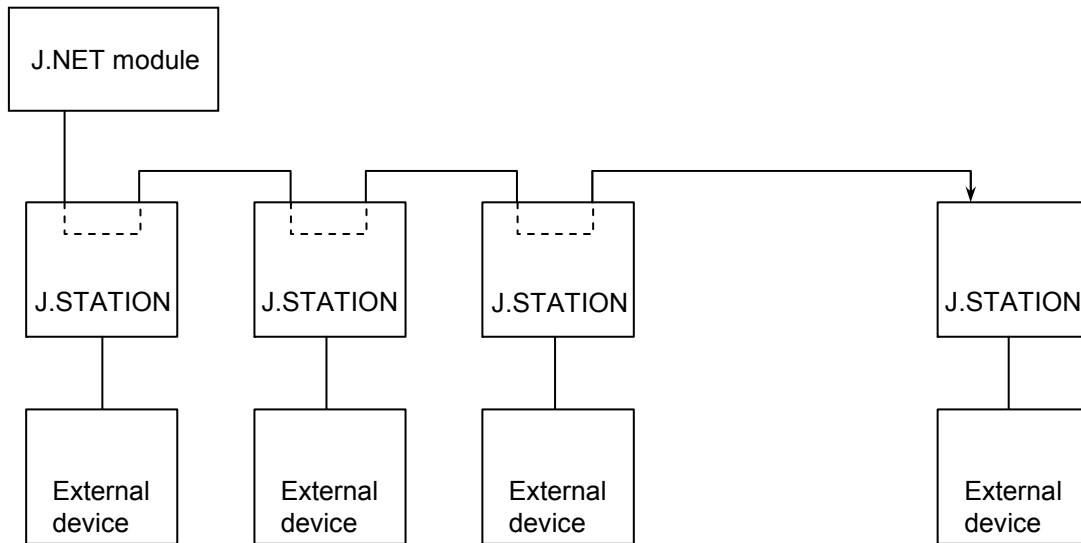 J.NET module
J.STATION
J.STATION
J.STATION
J.STATION
External
device
External
device
External
device
External
device